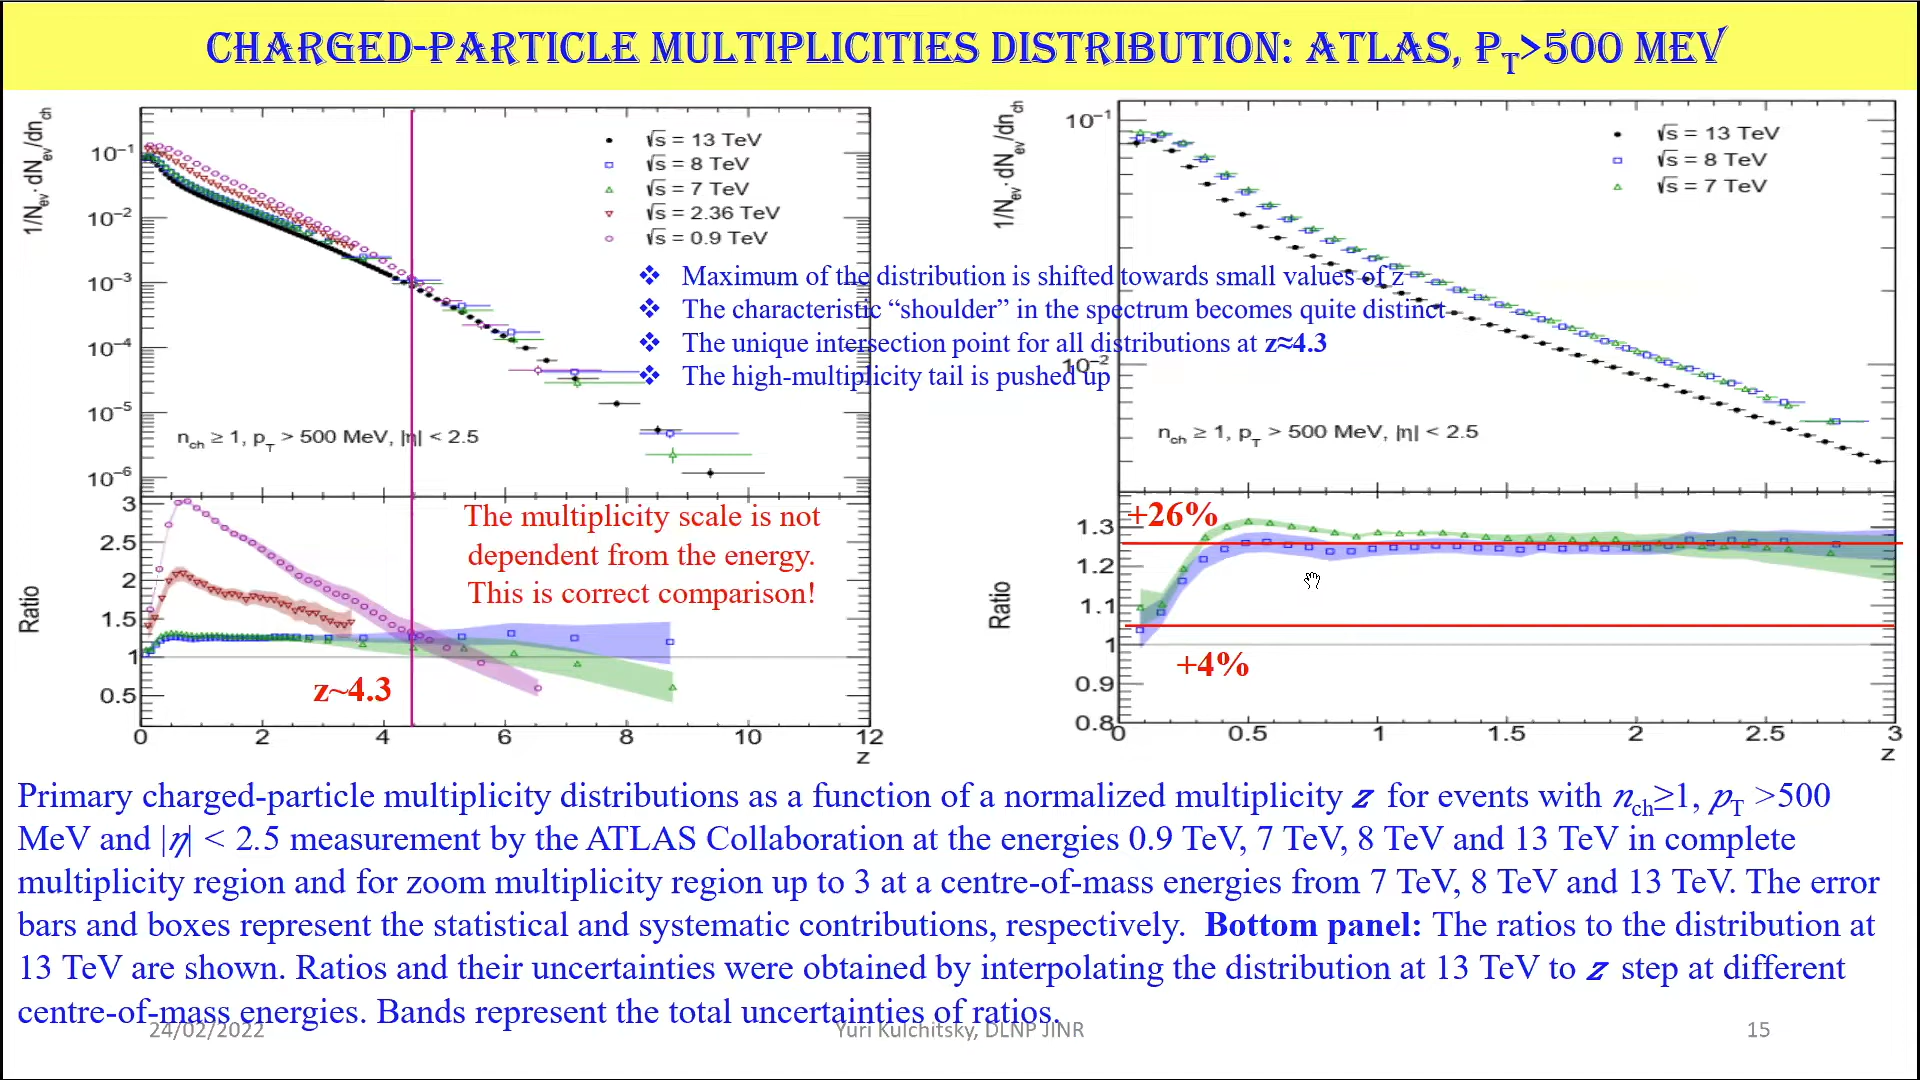 CHARGED-PARTICLE MULTIPLICITIES DISTRIBUTION: ATLAS, PT>500 MEV
1/Nev·dNev/dnch
10−1
10−2
10−3
10−4
10−5
10−6
√s = 13 TeV
√s = 8 TeV
√s = 7 TeV
√s = 2.36 TeV
√s = 0.9 TeV
nch ≥ 1, pT > 500 MeV, |η| < 2.5
❖ Maximum of the distribution is shifted towards small values of z
❖ The characteristic “shoulder” in the spectrum becomes quite distinct
❖ The unique intersection point for all distributions at z≈4.3
❖ The high-multiplicity tail is pushed up
Ratio
3
2.5
2
1.5
1
0.5
The multiplicity scale is not
dependent from the energy.
This is correct comparison!
z~4.3
0 2 4 6 8 10 12
z
1/Nev·dNev/dnch
10−1
10−2
√s = 13 TeV
√s = 8 TeV
√s = 7 TeV
nch ≥ 1, pT > 500 MeV, |η| < 2.5
Ratio
1.3
1.2
1.1
1
0.9
0.8
+26%
+4%
0 0.5 1 1.5 2 2.5 3
z
Primary charged-particle multiplicity distributions as a function of a normalized multiplicity z for events with nch≥1, pT >500
MeV and |η| < 2.5 measurement by the ATLAS Collaboration at the energies 0.9 TeV, 7 TeV, 8 TeV and 13 TeV in complete
multiplicity region and for zoom multiplicity region up to 3 at a centre-of-mass energies from 7 TeV, 8 TeV and 13 TeV. The error
bars and boxes represent the statistical and systematic contributions, respectively. Bottom panel: The ratios to the distribution at
13 TeV are shown. Ratios and their uncertainties were obtained by interpolating the distribution at 13 TeV to z step at different
centre-of-mass energies. Bands represent the total uncertainties of ratios.
24/02/2022
Yuri Kulchitsky, DLNP JINR
15